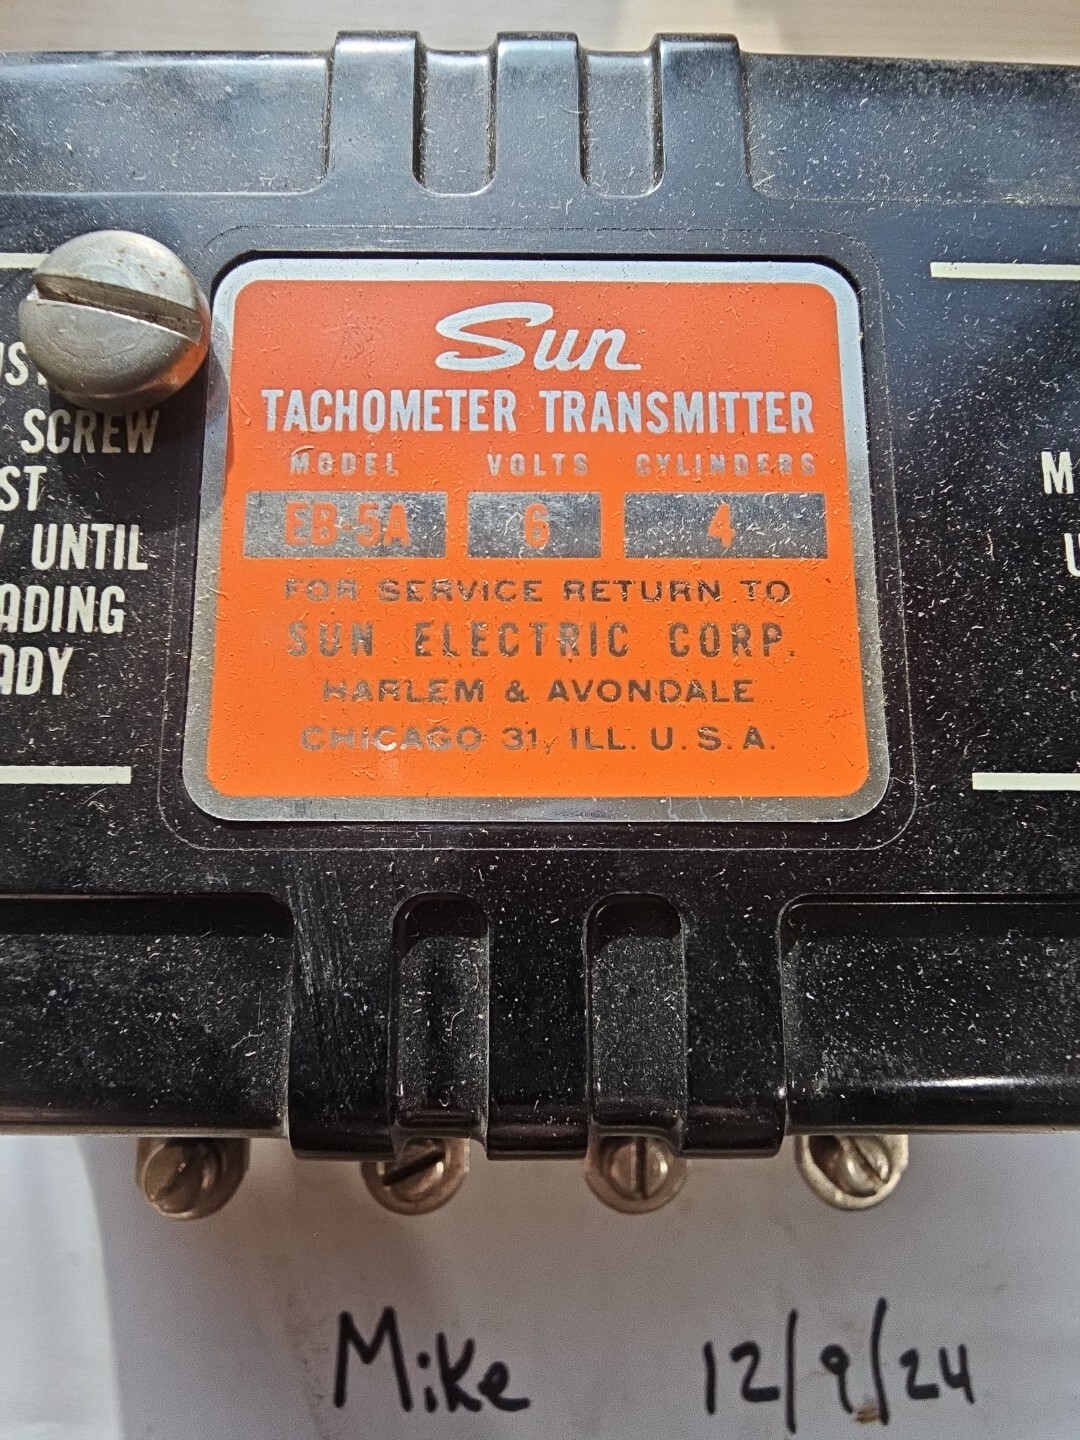 Sun
TACHOMETER TRANSMITTER
MODEL VOLTS CYLINDERS
EB-5A 6 4
FOR SERVICE RETURN TO
SUN ELECTRIC CORP.
HARLEM & AVONDALE
CHICAGO 31, ILL. U.S.A.
SCREW
ST
UNTIL
ADING
ADY
M
U
Mike 12/9/24